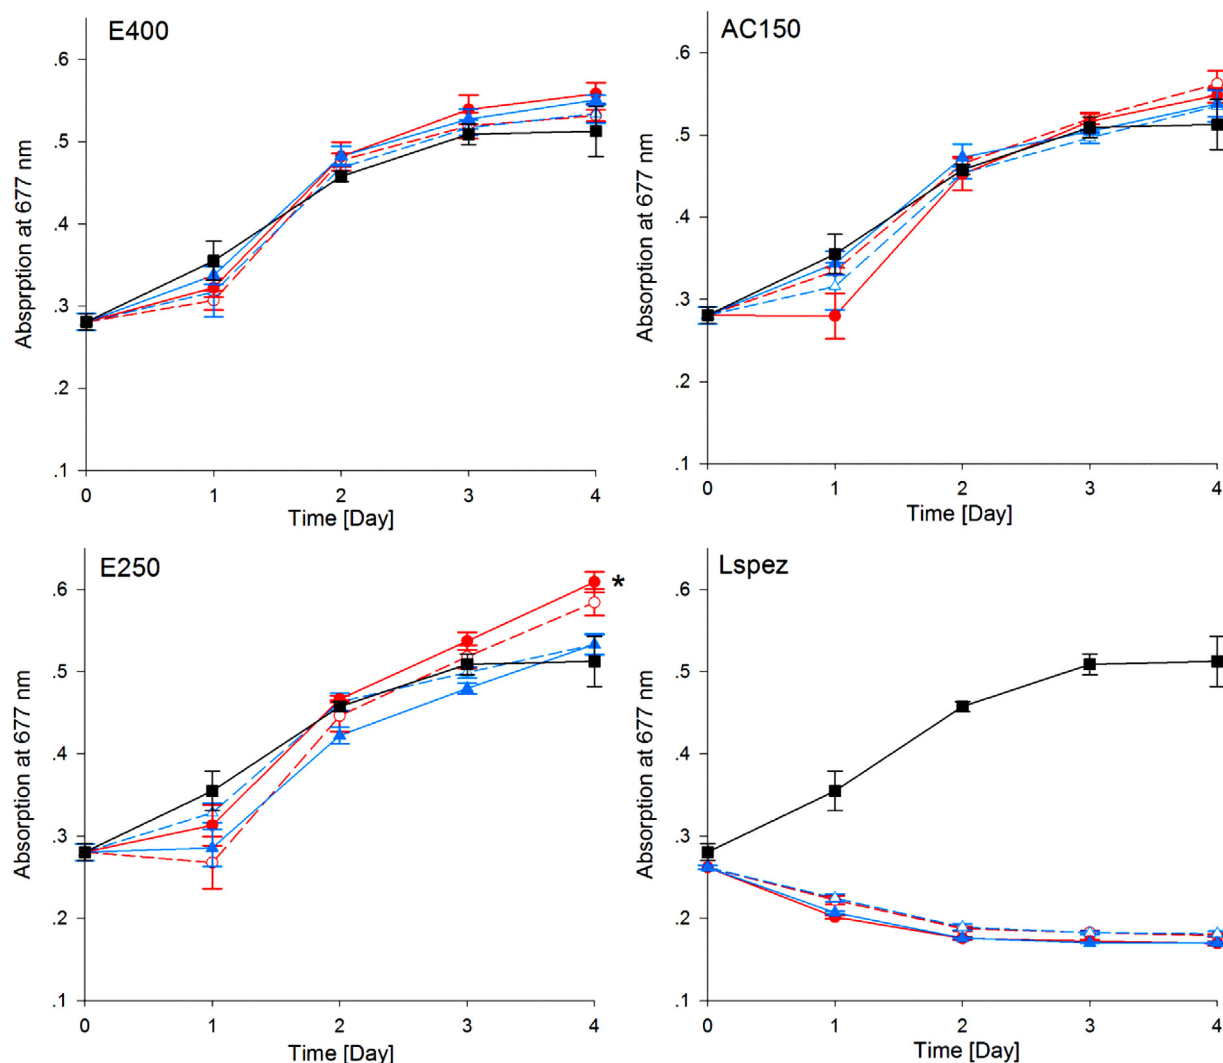 E400
Absprption at 677 nm
.6
.5
.4
.3
.2
.1
0 1 2 3 4
Time [Day]
AC150
Absorption at 677 nm
.6
.5
.4
.3
.2
.1
0 1 2 3 4
Time [Day]
E250
Absorption at 677 nm
.6
.5
.4
.3
.2
.1
*
0 1 2 3 4
Time [Day]
Lspez
Absorption at 677 nm
.6
.5
.4
.3
.2
.1
0 1 2 3 4
Time [Day]